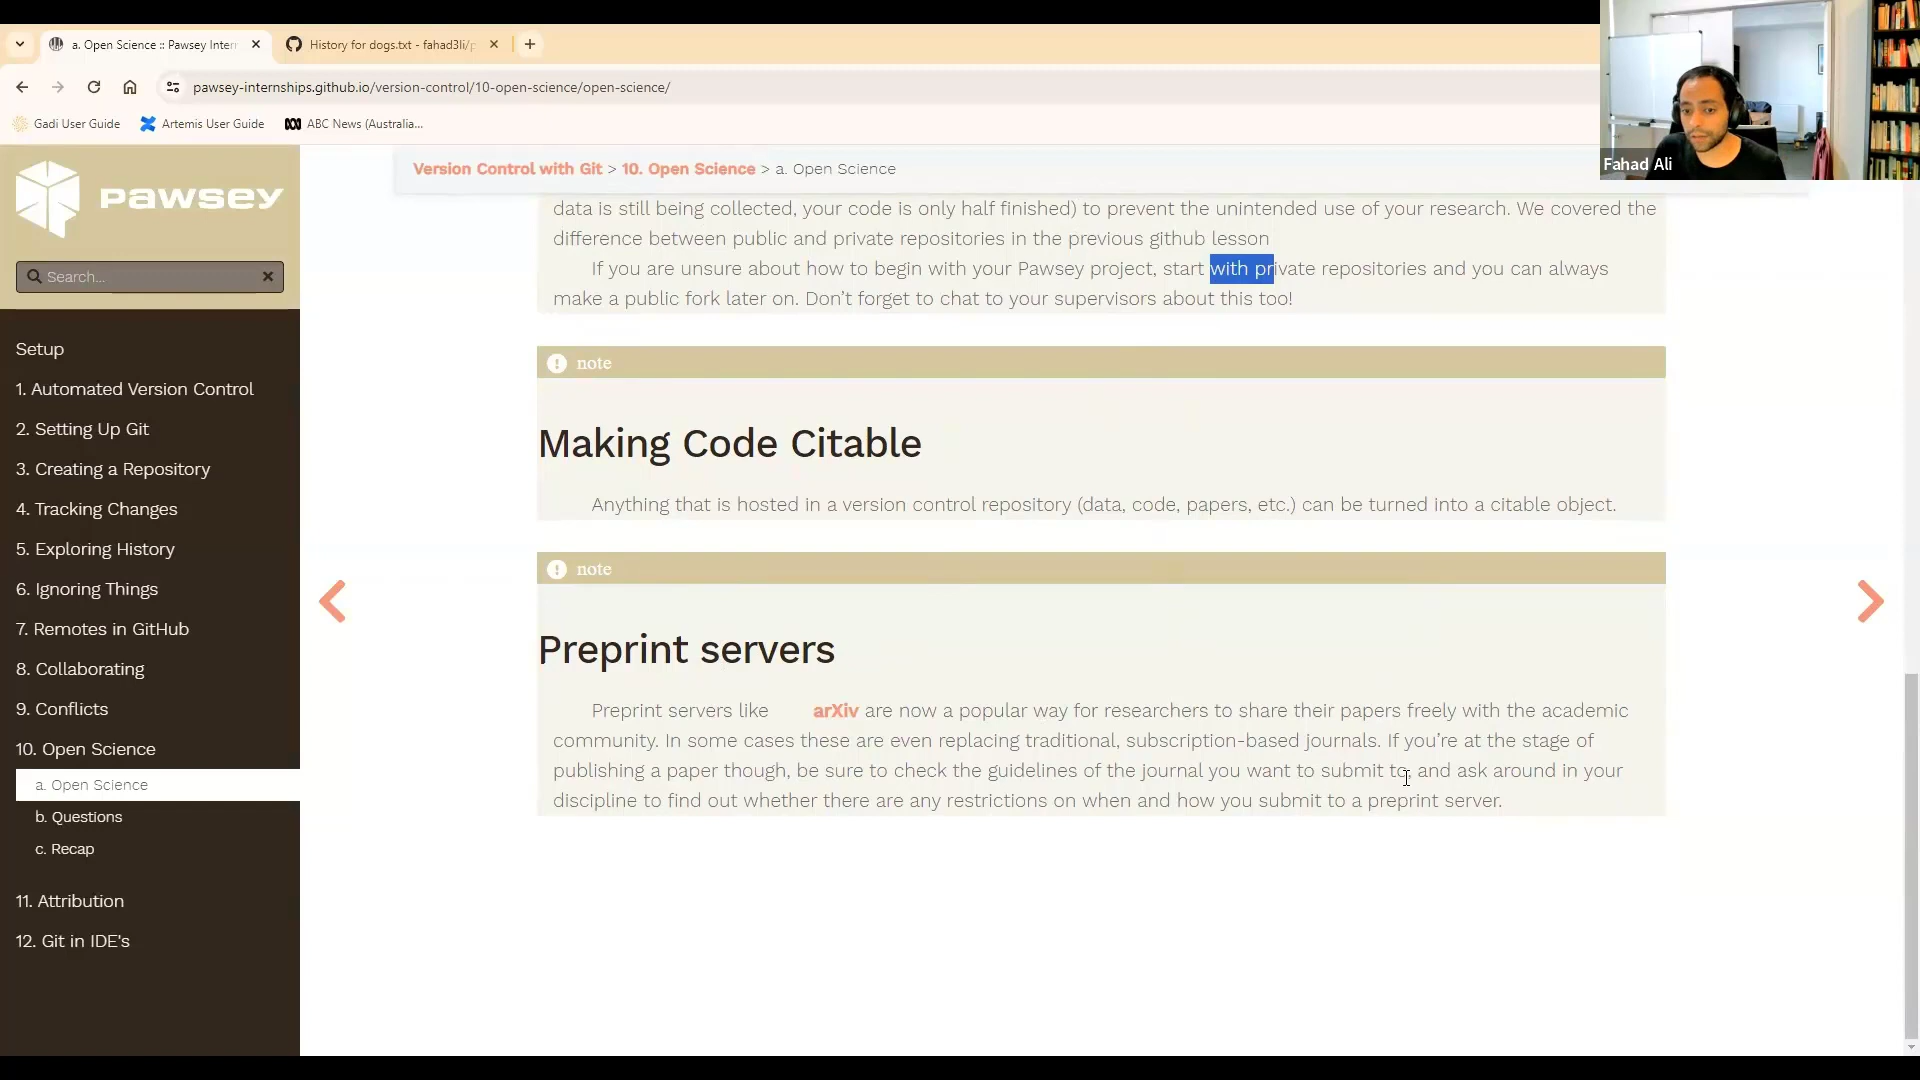 a. Open Science :: Pawsey Inter
History for dogs.txt - fahad3li/p
pawsey-internships.github.io/version-control/10-open-science/open-science/
Gadi User Guide
Artemis User Guide
ABC News (Australia...
Fahad Ali
PAWSEY
Search...
Setup
1. Automated Version Control
2. Setting Up Git
3. Creating a Repository
4. Tracking Changes
5. Exploring History
6. Ignoring Things
7. Remotes in GitHub
8. Collaborating
9. Conflicts
10. Open Science
a. Open Science
b. Questions
c. Recap
11. Attribution
12. Git in IDE's
Version Control with Git > 10. Open Science > a. Open Science
data is still being collected, your code is only half finished) to prevent the unintended use of your research. We covered the
difference between public and private repositories in the previous github lesson
If you are unsure about how to begin with your Pawsey project, start with private repositories and you can always
make a public fork later on. Don't forget to chat to your supervisors about this too!
note
Making Code Citable
Anything that is hosted in a version control repository (data, code, papers, etc.) can be turned into a citable object.
note
Preprint servers
Preprint servers like arXiv are now a popular way for researchers to share their papers freely with the academic
community. In some cases these are even replacing traditional, subscription-based journals. If you're at the stage of
publishing a paper though, be sure to check the guidelines of the journal you want to submit to, and ask around in your
discipline to find out whether there are any restrictions on when and how you submit to a preprint server.